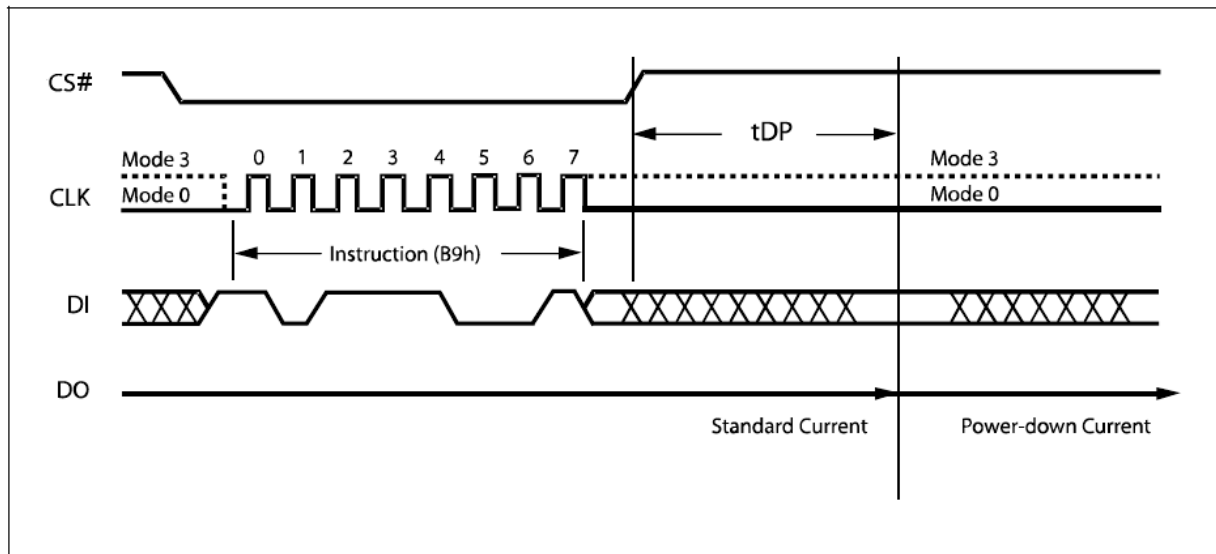 CS#
tDP
Mode 3
0 1 2 3 4 5 6 7
Mode 3
CLK
Mode 0
Mode 0
Instruction (B9h)
DI
DO
Standard Current
Power-down Current